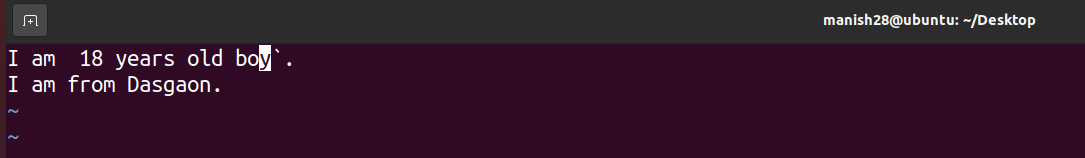 manish28@ubuntu: ~/Desktop
I am  18 years old boy`.
I am from Dasgaon.
~
~